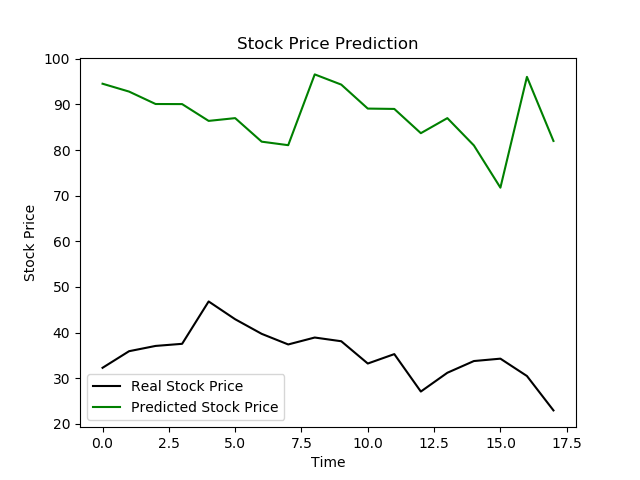 Stock Price Prediction
Stock Price
100
90
80
70
60
50
40
30
20
Real Stock Price
Predicted Stock Price
0.0 2.5 5.0 7.5 10.0 12.5 15.0 17.5
Time